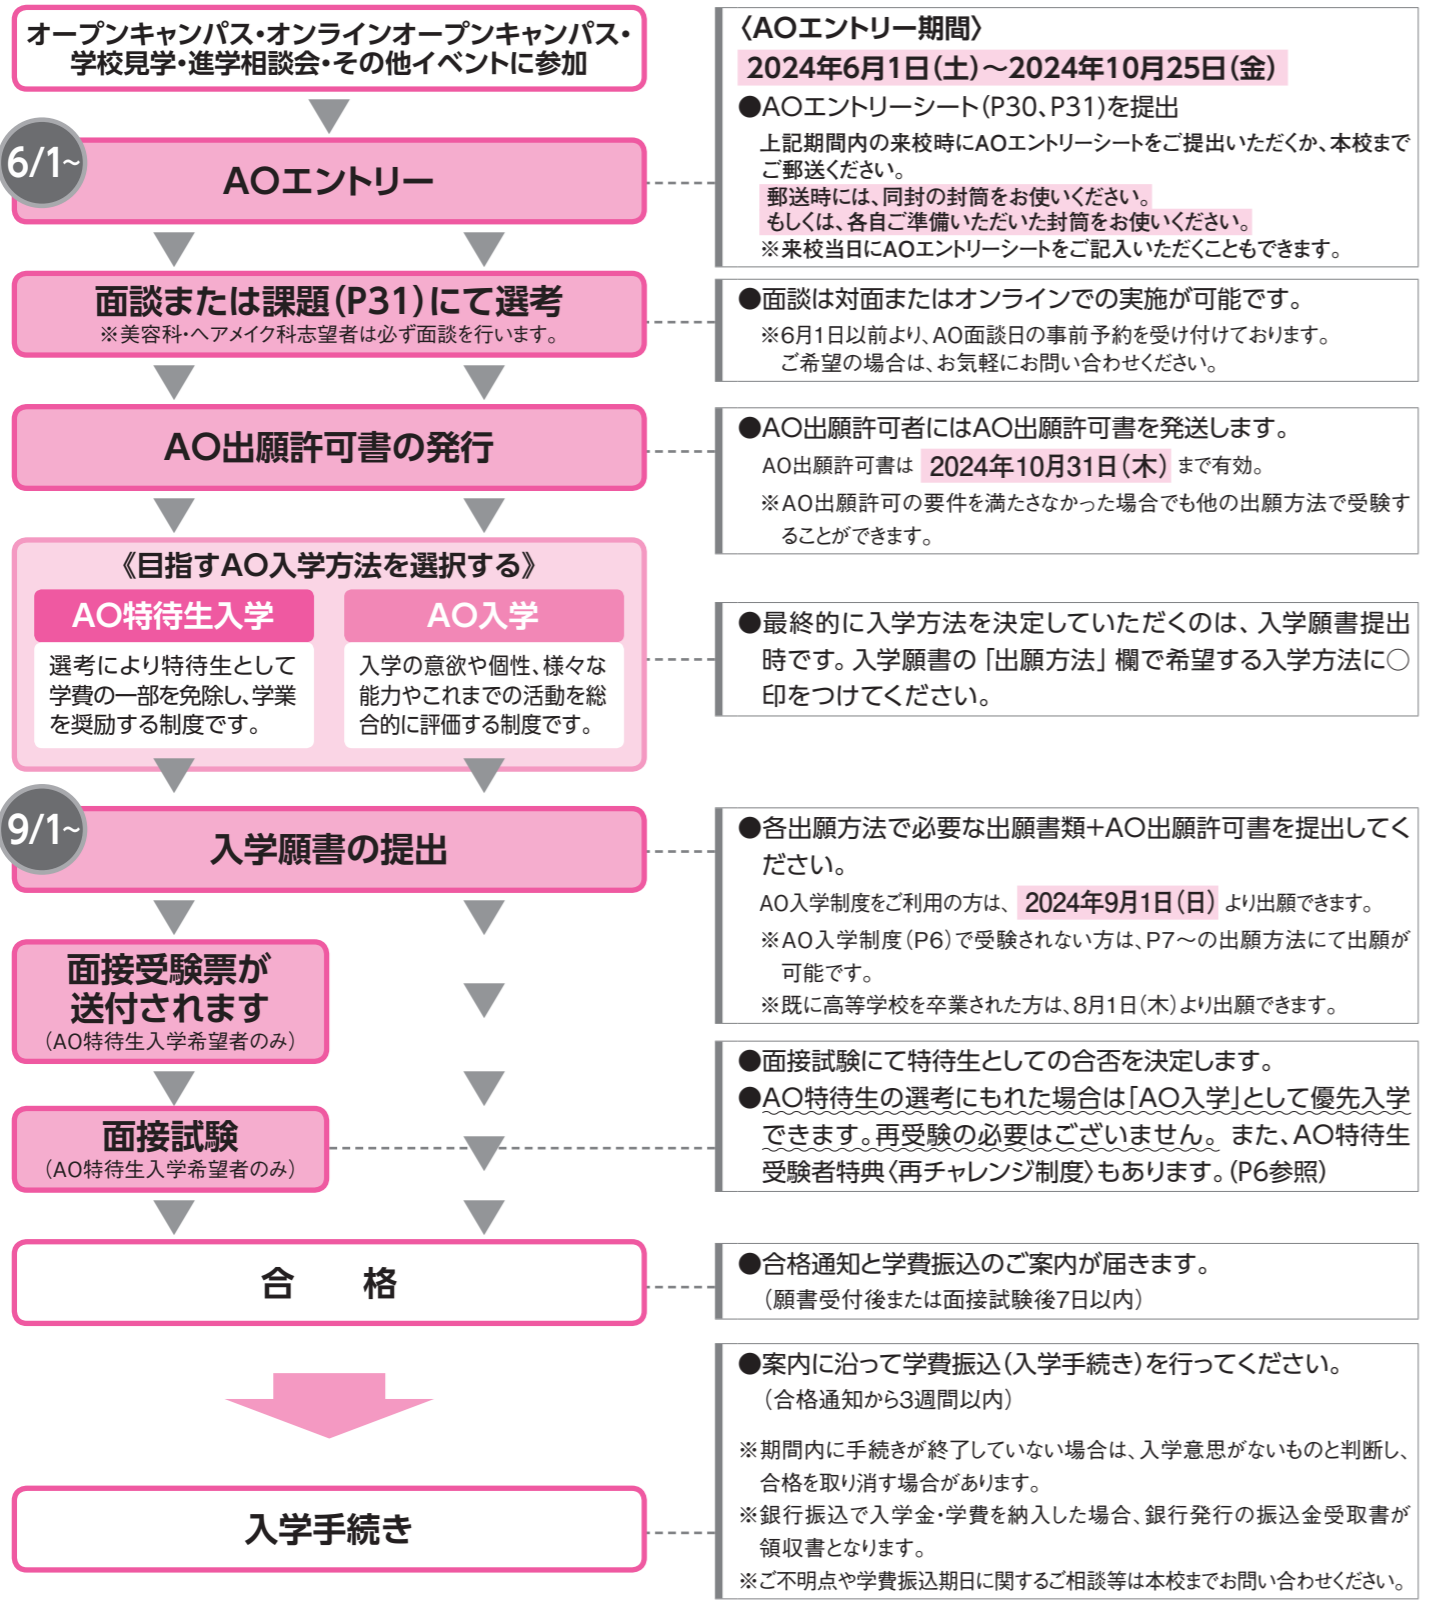 オープンキャンパス・オンラインオープンキャンパス・
学校見学・進学相談会・その他イベントに参加
〈AOエントリー期間〉
2024年6月1日(土)～2024年10月25日(金)
●AOエントリーシート(P30、P31)を提出
上記期間内の来校時にAOエントリーシートをご提出いただくか、本校まで
ご郵送ください。
郵送時には、同封の封筒をお使いください。
もしくは、各自ご準備いただいた封筒をお使いください。
※来校当日にAOエントリーシートをご記入いただくこともできます。
6/1~
AOエントリー
面談または課題(P31)にて選考
※美容科・ヘアメイク科志望者は必ず面談を行います。
●面談は対面またはオンラインでの実施が可能です。
※6月1日以前より、AO面談日の事前予約を受け付けております。
ご希望の場合は、お気軽にお問い合わせください。
AO出願許可書の発行
●AO出願許可者にはAO出願許可書を発送します。
AO出願許可書は 2024年10月31日(木) まで有効。
※AO出願許可の要件を満たさなかった場合でも他の出願方法で受験す
ることができます。
《目指すAO入学方法を選択する》
AO特待生入学
選考により特待生として
学費の一部を免除し、学業
を奨励する制度です。
AO入学
入学の意欲や個性、様々な
能力やこれまでの活動を総
合的に評価する制度です。
●最終的に入学方法を決定していただくのは、入学願書提出
時です。入学願書の「出願方法」欄で希望する入学方法に○
印をつけてください。
9/1~
入学願書の提出
●各出願方法で必要な出願書類+AO出願許可書を提出してく
ださい。
AO入学制度をご利用の方は、 2024年9月1日(日) より出願できます。
※AO入学制度(P6)で受験されない方は、P7～の出願方法にて出願が
可能です。
※既に高等学校を卒業された方は、8月1日(木)より出願できます。
面接受験票が
送付されます
(AO特待生入学希望者のみ)
面接試験
(AO特待生入学希望者のみ)
●面接試験にて特待生としての合否を決定します。
●AO特待生の選考にもれた場合は「AO入学」として優先入学
できます。再受験の必要はございません。また、AO特待生
受験者特典〈再チャレンジ制度〉もあります。(P6参照)
合　格
●合格通知と学費振込のご案内が届きます。
(願書受付後または面接試験後7日以内)
入学手続き
●案内に沿って学費振込(入学手続き)を行ってください。
(合格通知から3週間以内)
※期間内に手続きが終了していない場合は、入学意思がないものと判断し、
合格を取り消す場合があります。
※銀行振込で入学金・学費を納入した場合、銀行発行の振込金受取書が
領収書となります。
※ご不明点や学費振込期日に関するご相談等は本校までお問い合わせください。